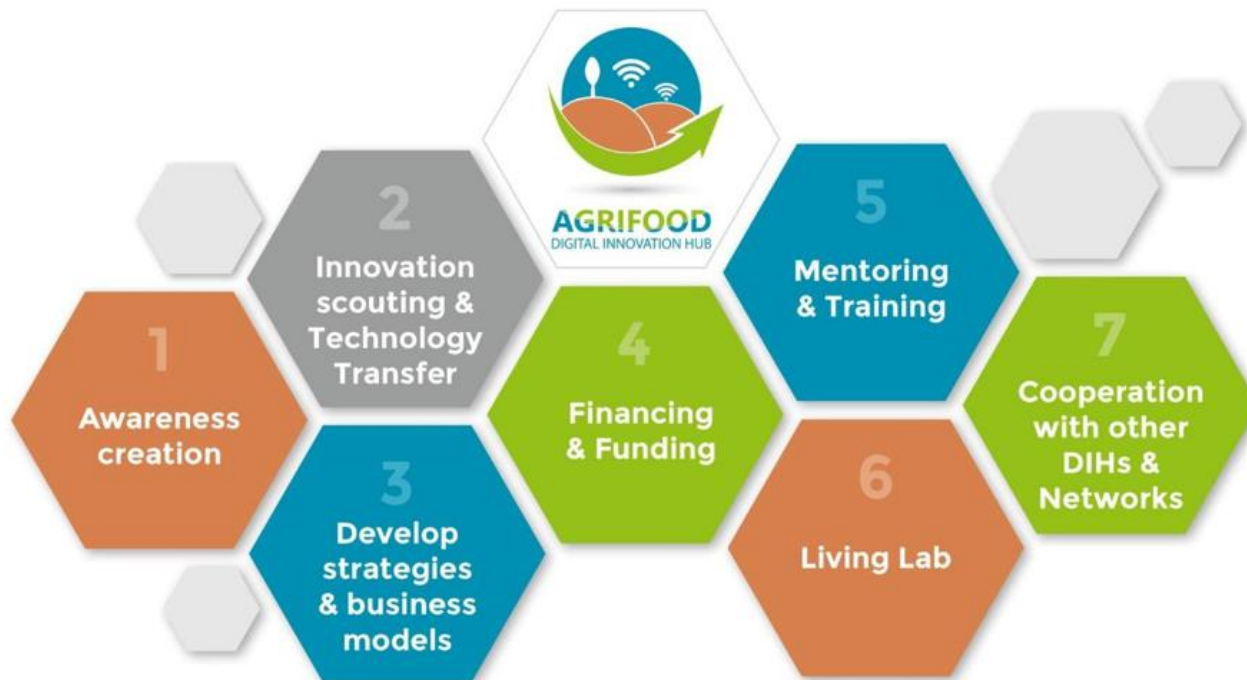 AGRIFOOD
DIGITAL INNOVATION HUB
1
Awareness
creation
2
Innovation
scouting &
Technology
Transfer
3
Develop
strategies
& business
models
4
Financing
& Funding
5
Mentoring
& Training
6
Living Lab
7
Cooperation
with other
DIHs &
Networks